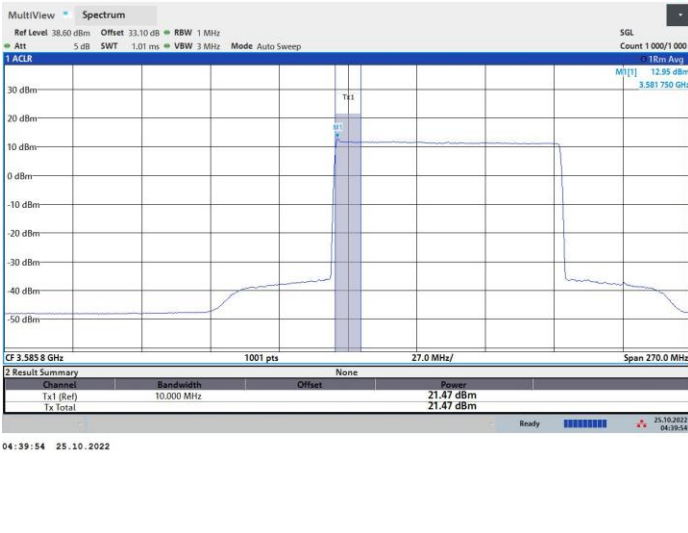 MultiView Spectrum
Ref Level 38.60 dBm Offset 33.10 dB RBW 1 MHz SGL
Att 5 dB SWT 1.01 ms VBW 3 MHz Mode Auto Sweep Count 1 000/1 000
1 ACLR 1Rm Avg
M1[1] 12.95 dBm
3.581 750 GHz
30 dBm
Tx1
20 dBm
M1
10 dBm
0 dBm
-10 dBm
-20 dBm
-30 dBm
-40 dBm
-50 dBm
CF 3.585 8 GHz 1001 pts 27.0 MHz/ Span 270.0 MHz
2 Result Summary None
Channel Bandwidth Offset Power
Tx1 (Ref) 10.000 MHz 21.47 dBm
Tx Total 21.47 dBm
Ready 25.10.2022
04:39:54
04:39:54 25.10.2022